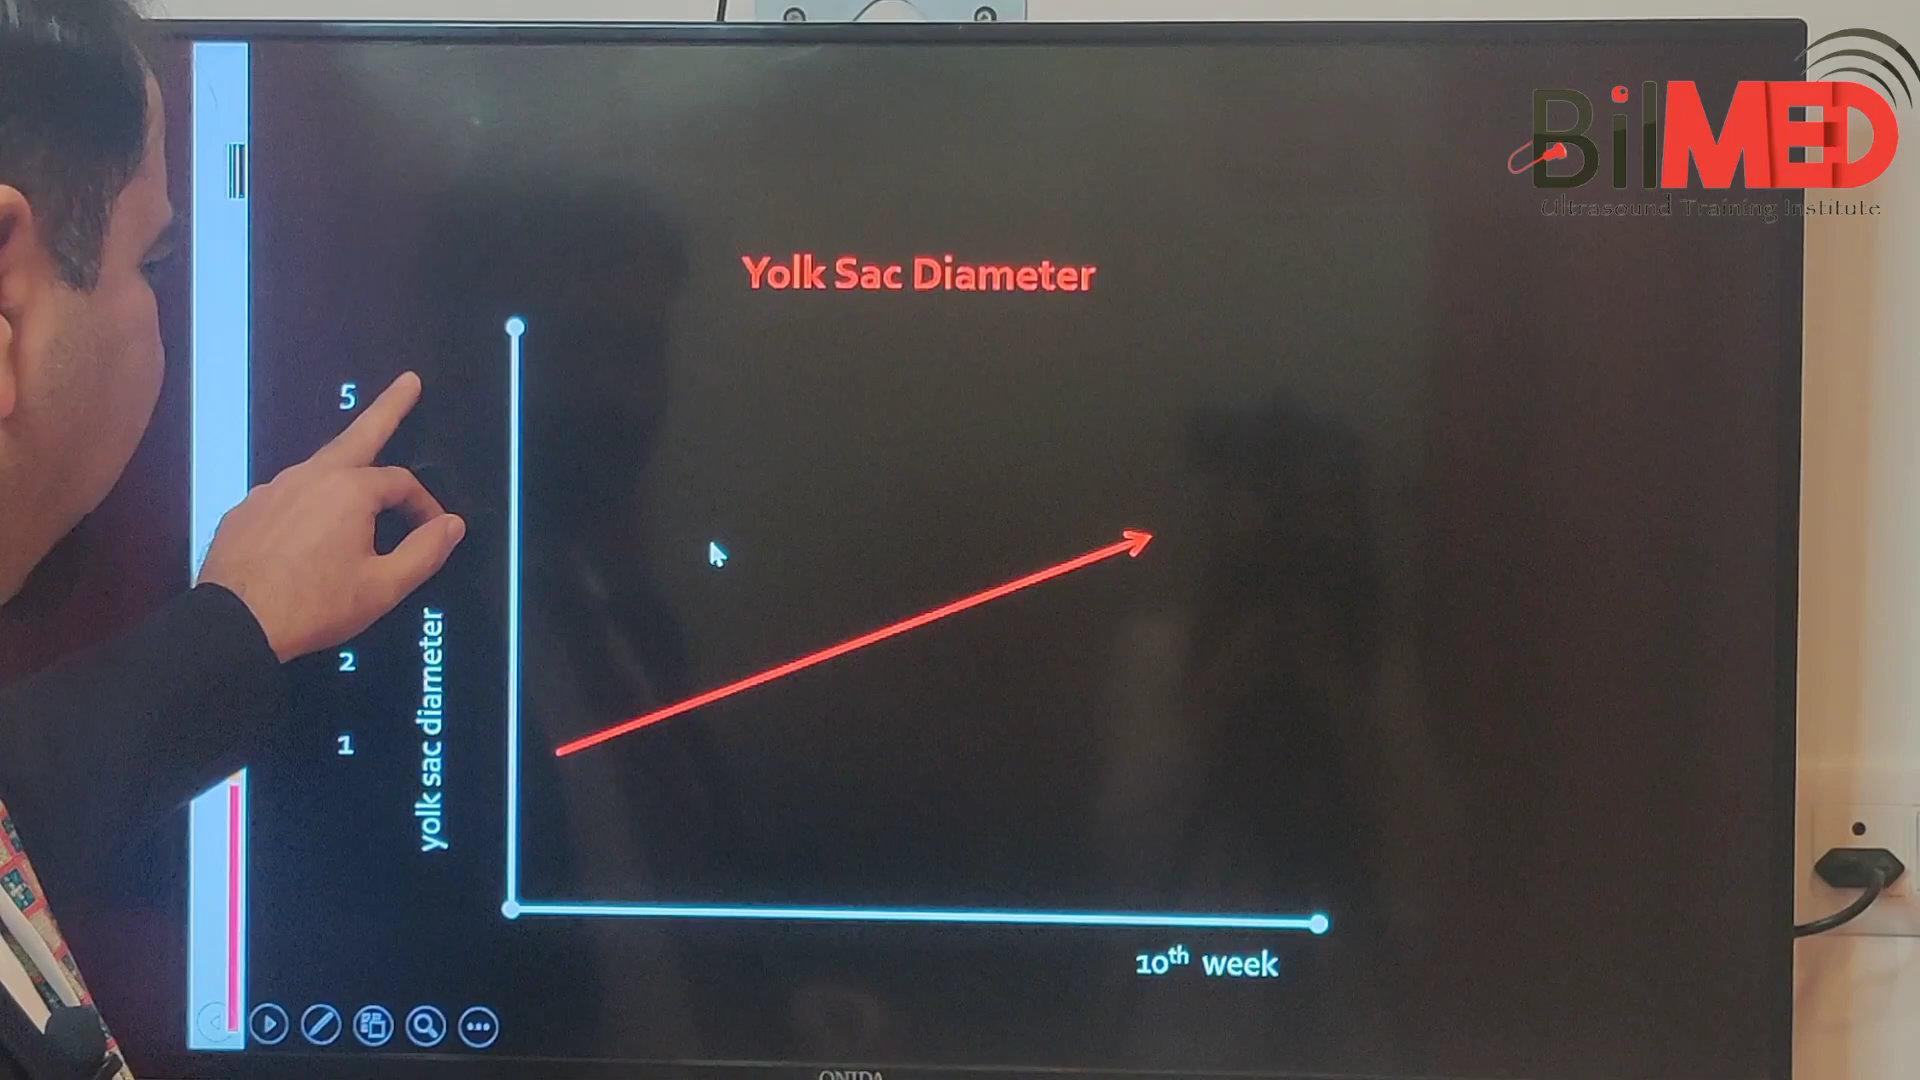 BilMED
Ultrasound Training Institute
Yolk Sac Diameter
5
2
1
yolk sac diameter
10th week
ONIDA